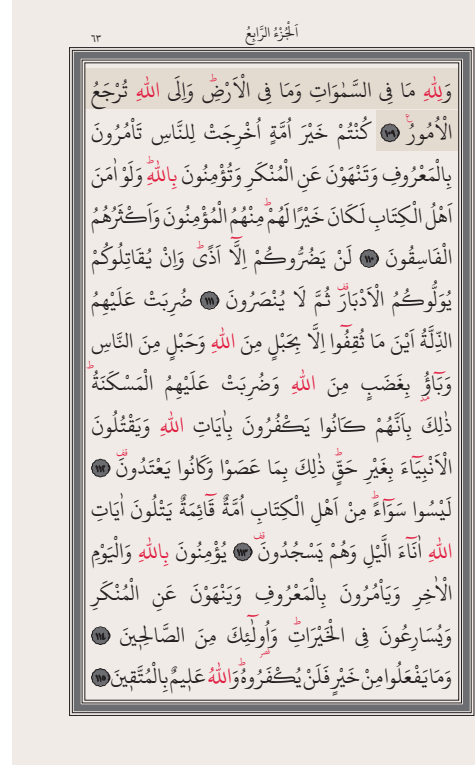 اَلْجُزْءُ الرَّابِعُ
٦٣
وَلِلّٰهِ مَا فِى السَّمٰوَاتِ وَمَا فِى الْاَرْضِۜ وَاِلَى اللّٰهِ تُرْجَعُ
الْاُمُورُ۟ ﴿١٠٩﴾ كُنْتُمْ خَيْرَ اُمَّةٍ اُخْرِجَتْ لِلنَّاسِ تَاْمُرُونَ
بِالْمَعْرُوفِ وَتَنْهَوْنَ عَنِ الْمُنْكَرِ وَتُؤْمِنُونَ بِاللّٰهِۜ وَلَوْ اٰمَنَ
اَهْلُ الْكِتَابِ لَكَانَ خَيْرًا لَهُمْۜ مِنْهُمُ الْمُؤْمِنُونَ وَاَكْثَرُهُمُ
الْفَاسِقُونَ ﴿١١٠﴾ لَنْ يَضُرُّوكُمْ اِلَّٓا اَذًىۜ وَاِنْ يُقَاتِلُوكُمْ
يُوَلُّوكُمُ الْاَدْبَارَ۠ ثُمَّ لَا يُنْصَرُونَ ﴿١١١﴾ ضُرِبَتْ عَلَيْهِمُ
الذِّلَّةُ اَيْنَ مَا ثُقِفُٓوا اِلَّا بِحَبْلٍ مِنَ اللّٰهِ وَحَبْلٍ مِنَ النَّاسِ
وَبَٓاؤُ۫ بِغَضَبٍ مِنَ اللّٰهِ وَضُرِبَتْ عَلَيْهِمُ الْمَسْكَنَةُۜ
ذٰلِكَ بِاَنَّهُمْ كَانُوا يَكْفُرُونَ بِاٰيَاتِ اللّٰهِ وَيَقْتُلُونَ
الْاَنْبِيَٓاءَ بِغَيْرِ حَقٍّۜ ذٰلِكَ بِمَا عَصَوْا وَكَانُوا يَعْتَدُونَ۠ ﴿١١٢﴾
لَيْسُوا سَوَٓاءًۜ مِنْ اَهْلِ الْكِتَابِ اُمَّةٌ قَٓائِمَةٌ يَتْلُونَ اٰيَاتِ
اللّٰهِ اٰنَٓاءَ الَّيْلِ وَهُمْ يَسْجُدُونَ۠ ﴿١١٣﴾ يُؤْمِنُونَ بِاللّٰهِ وَالْيَوْمِ
الْاٰخِرِ وَيَاْمُرُونَ بِالْمَعْرُوفِ وَيَنْهَوْنَ عَنِ الْمُنْكَرِ
وَيُسَارِعُونَ فِى الْخَيْرَاتِۜ وَاُو۬لٰٓئِكَ مِنَ الصَّالِح۪ينَ ﴿١١٤﴾
وَمَا يَفْعَلُوا مِنْ خَيْرٍ فَلَنْ يُكْفَرُوهُۜ وَاللّٰهُ عَل۪يمٌ بِالْمُتَّق۪ينَ ﴿١١٥﴾